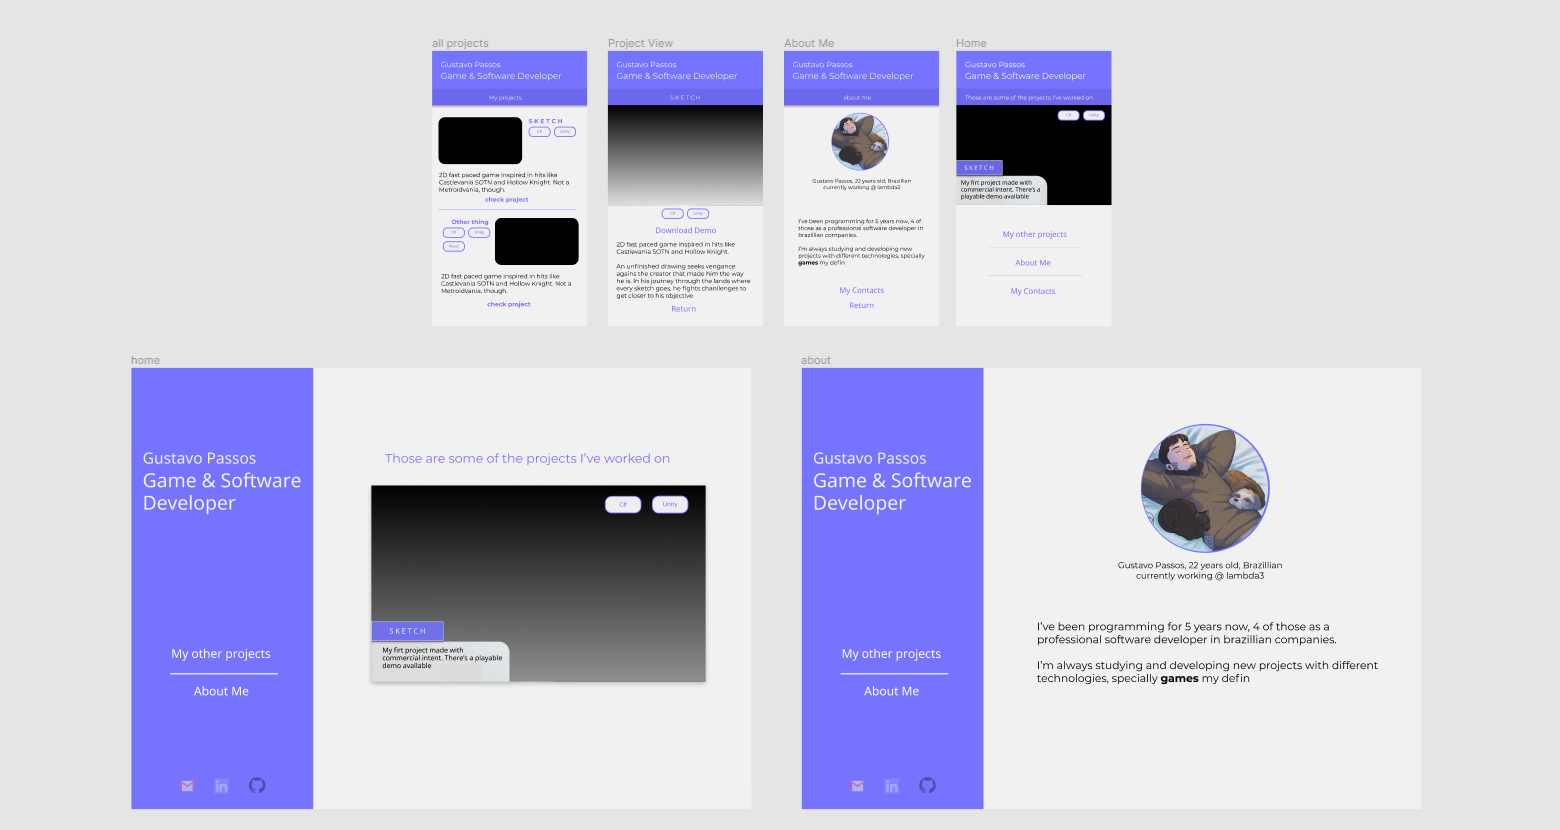 all projects
Gustavo Passos
Game & Software Developer
My projects
SKETCH
C# Unity
2D fast paced game inspired in hits like
Castlevania SOTN and Hollow Knight. Not a
Metroidvania, though.
check project
Other thing
C# Unity
React
2D fast paced game inspired in hits like
Castlevania SOTN and Hollow Knight. Not a
Metroidvania, though.
check project
Project View
Gustavo Passos
Game & Software Developer
SKETCH
C# Unity
Download Demo
2D fast paced game inspired in hits like
Castlevania SOTN and Hollow Knight.
An unfinished drawing seeks vengance
agains the creator that made him the way
he is. In his journey through the lands where
every sketch goes, he fights chanllenges to
get closer to his objective.
Return
About Me
Gustavo Passos
Game & Software Developer
about me
Gustavo Passos, 22 years old, Brazillian
currently working @ lambda3
I've been programming for 5 years now, 4 of
those as a professional software developer in
brazillian companies.
I'm always studying and developing new
projects with different technologies, specially
games my defin
My Contacts
Return
Home
Gustavo Passos
Game & Software Developer
Those are some of the projects I've worked on
C# Unity
SKETCH
My firt project made with
commercial intent. There's a
playable demo available
My other projects
About Me
My Contacts
home
Gustavo Passos
Game & Software
Developer
My other projects
About Me
in
Those are some of the projects I've worked on
C# Unity
SKETCH
My firt project made with
commercial intent. There's a playable
demo available
about
Gustavo Passos
Game & Software
Developer
My other projects
About Me
in
Gustavo Passos, 22 years old, Brazillian
currently working @ lambda3
I've been programming for 5 years now, 4 of those as a
professional software developer in brazillian companies.
I'm always studying and developing new projects with different
technologies, specially games my defin